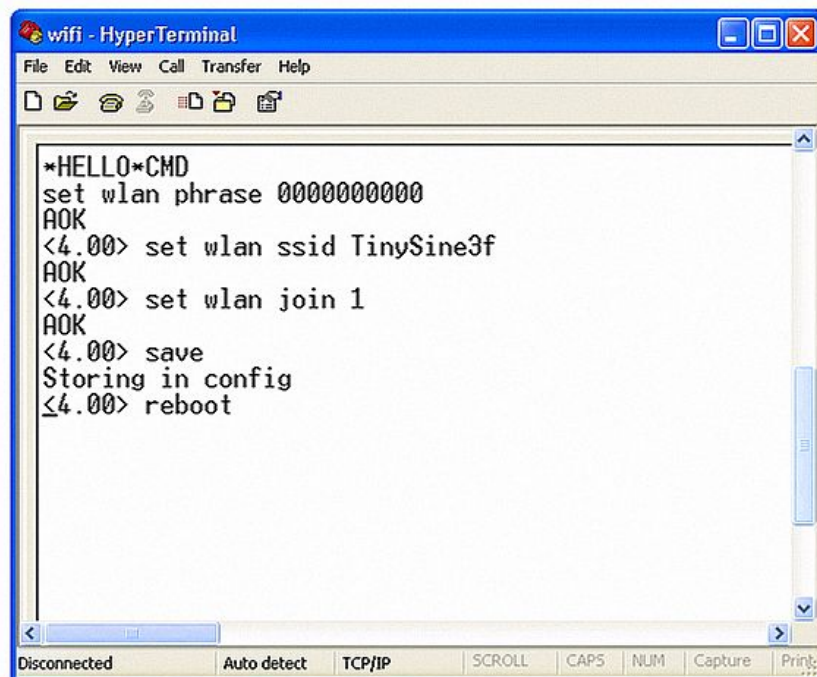 wifi - HyperTerminal
File Edit View Call Transfer Help
*HELLO*CMD
set wlan phrase 0000000000
AOK
<4.00> set wlan ssid TinySine3f
AOK
<4.00> set wlan join 1
AOK
<4.00> save
Storing in config
<4.00> reboot
Disconnected Auto detect TCP/IP SCROLL CAPS NUM Capture Print